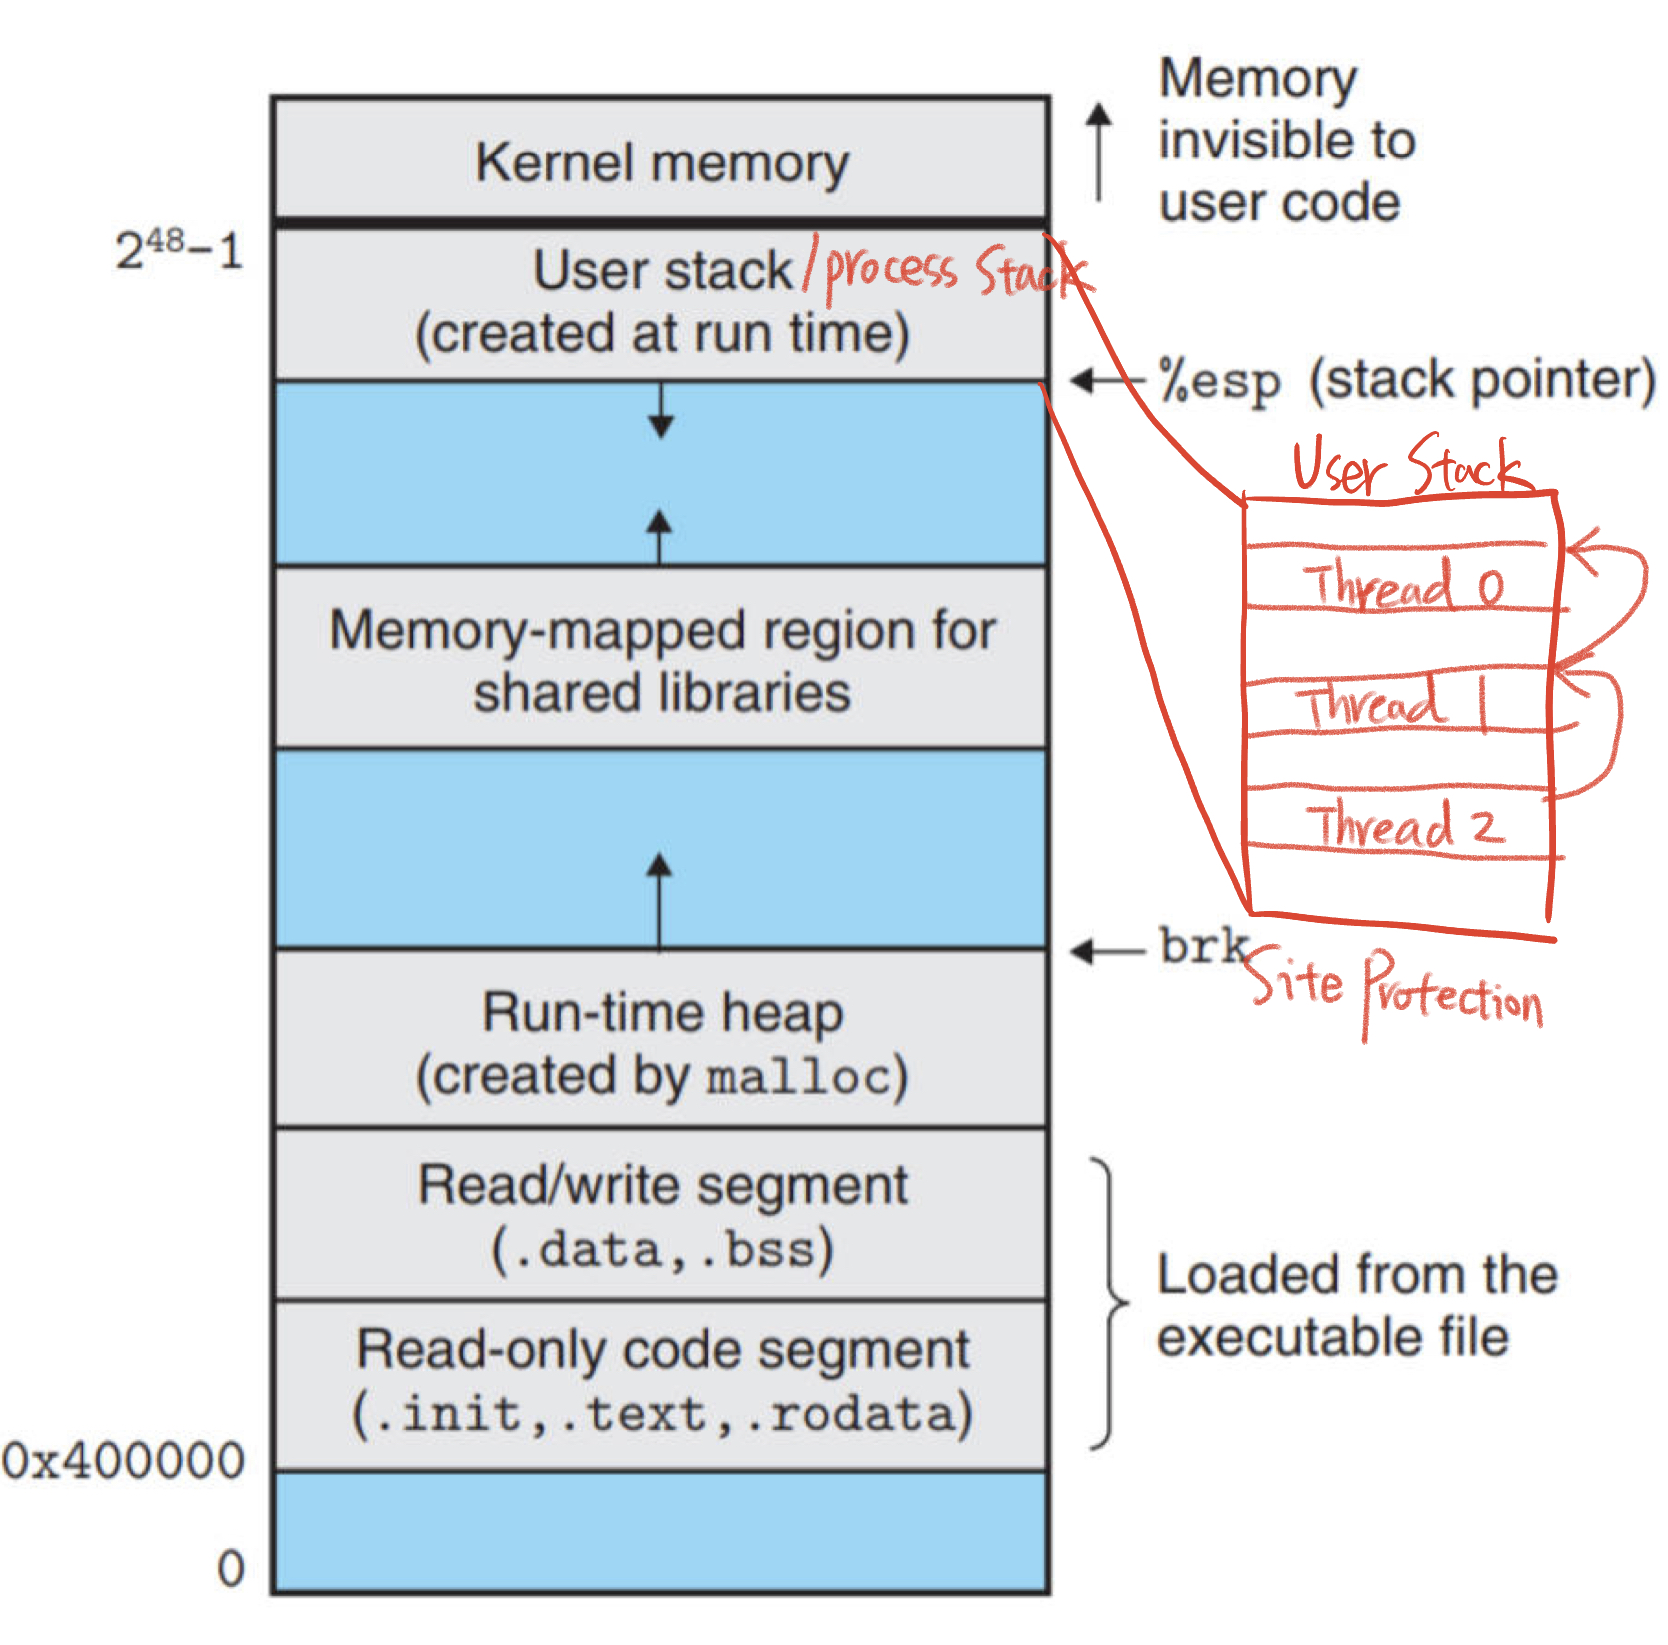 Memory
invisible to
user code
Kernel memory
2⁴⁸−1
User stack/process Stack
(created at run time)
%esp (stack pointer)
User Stack
Thread 0
Thread 1
Thread 2
Site Protection
Memory-mapped region for
shared libraries
brk
Run-time heap
(created by malloc)
Read/write segment
(.data,.bss)
Loaded from the
executable file
Read-only code segment
(.init,.text,.rodata)
0x400000
0